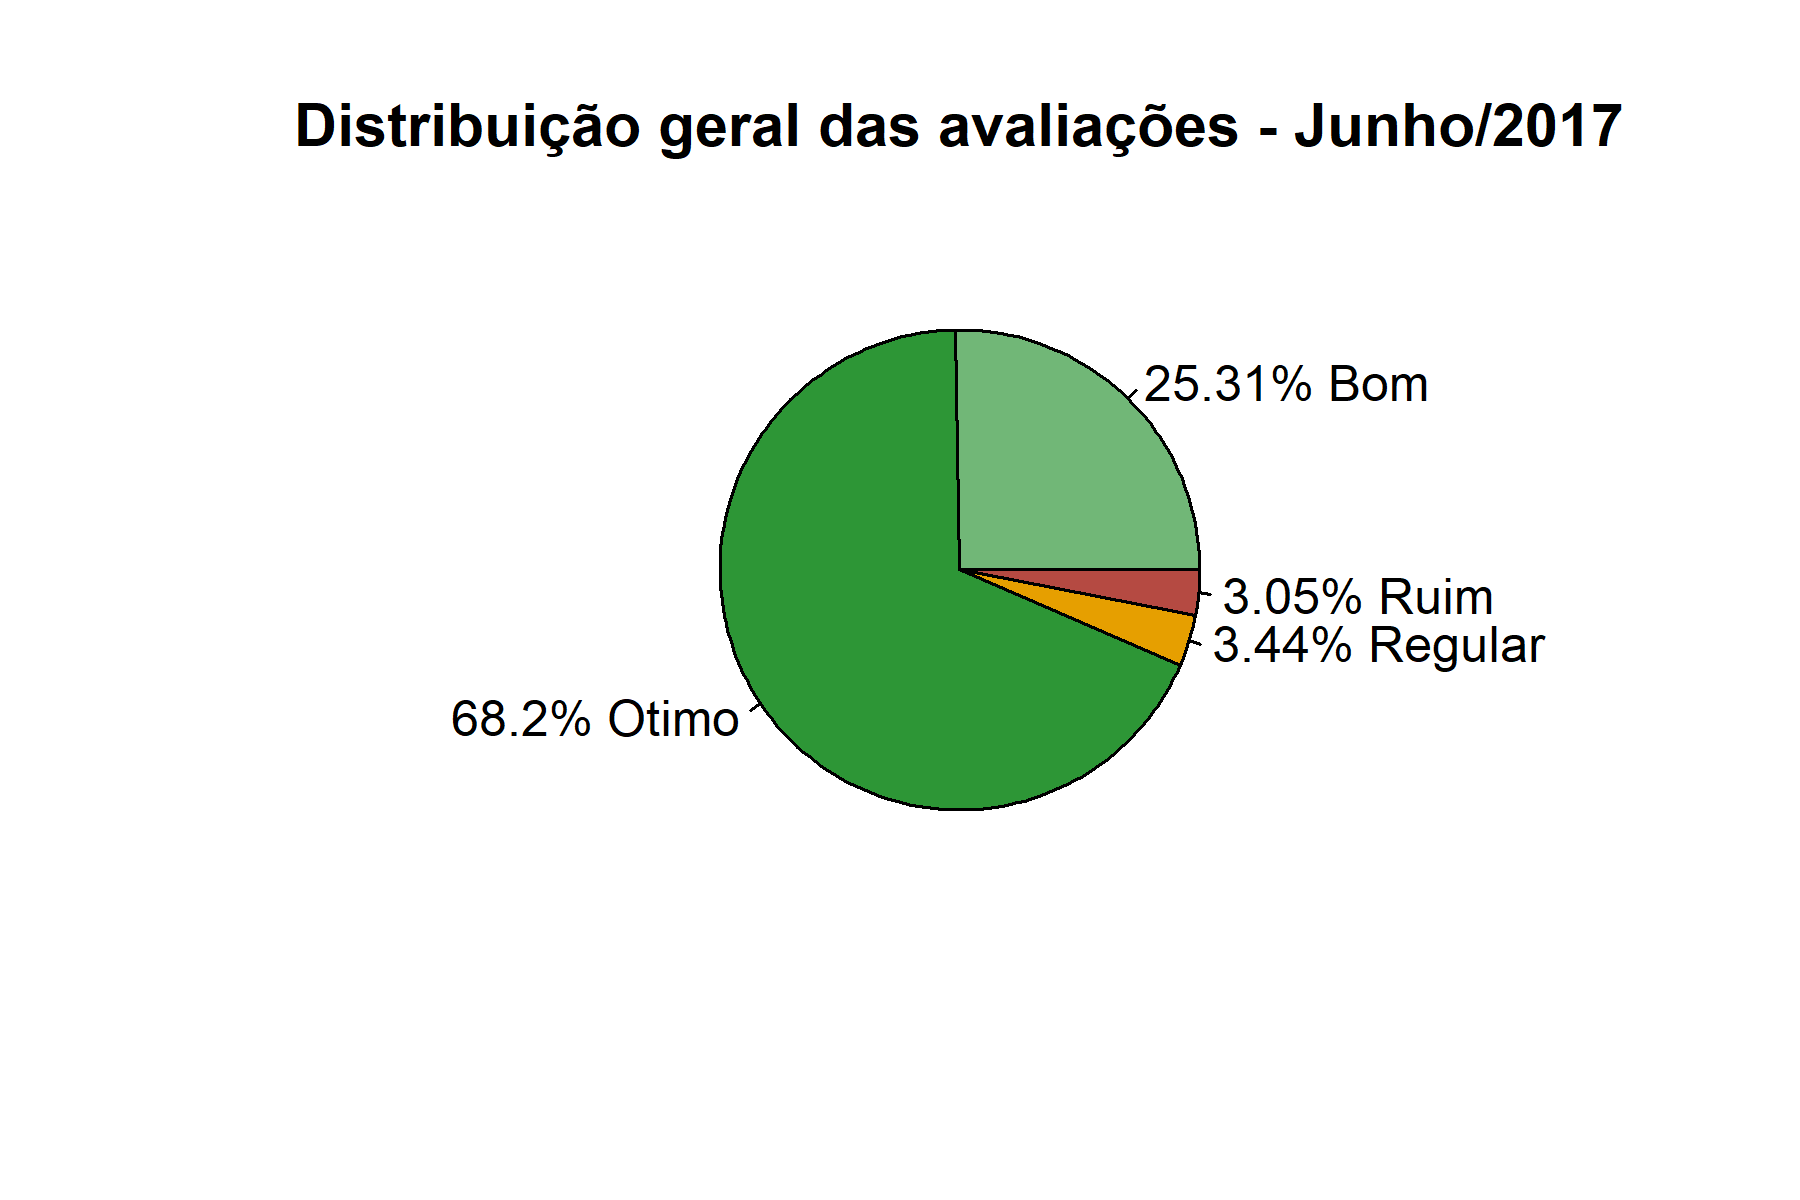 Distribuição geral das avaliações - Junho/2017
25.31% Bom
3.05% Ruim
3.44% Regular
68.2% Otimo